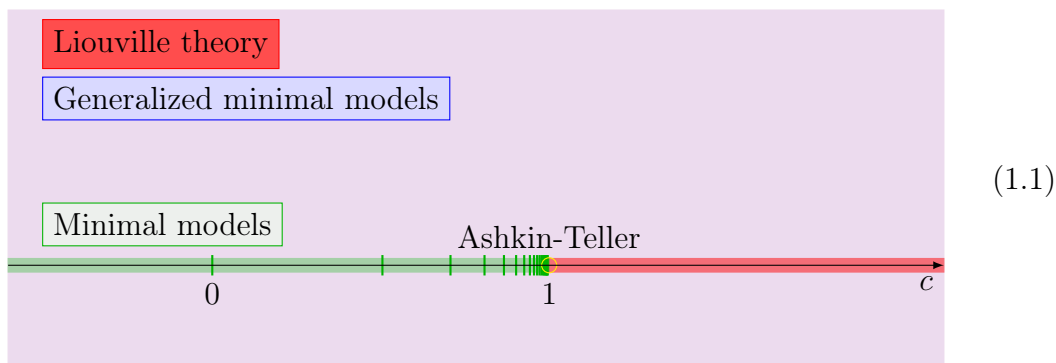 Liouville theory
Generalized minimal models
(1.1)
Minimal models
Ashkin-Teller
0 1 c